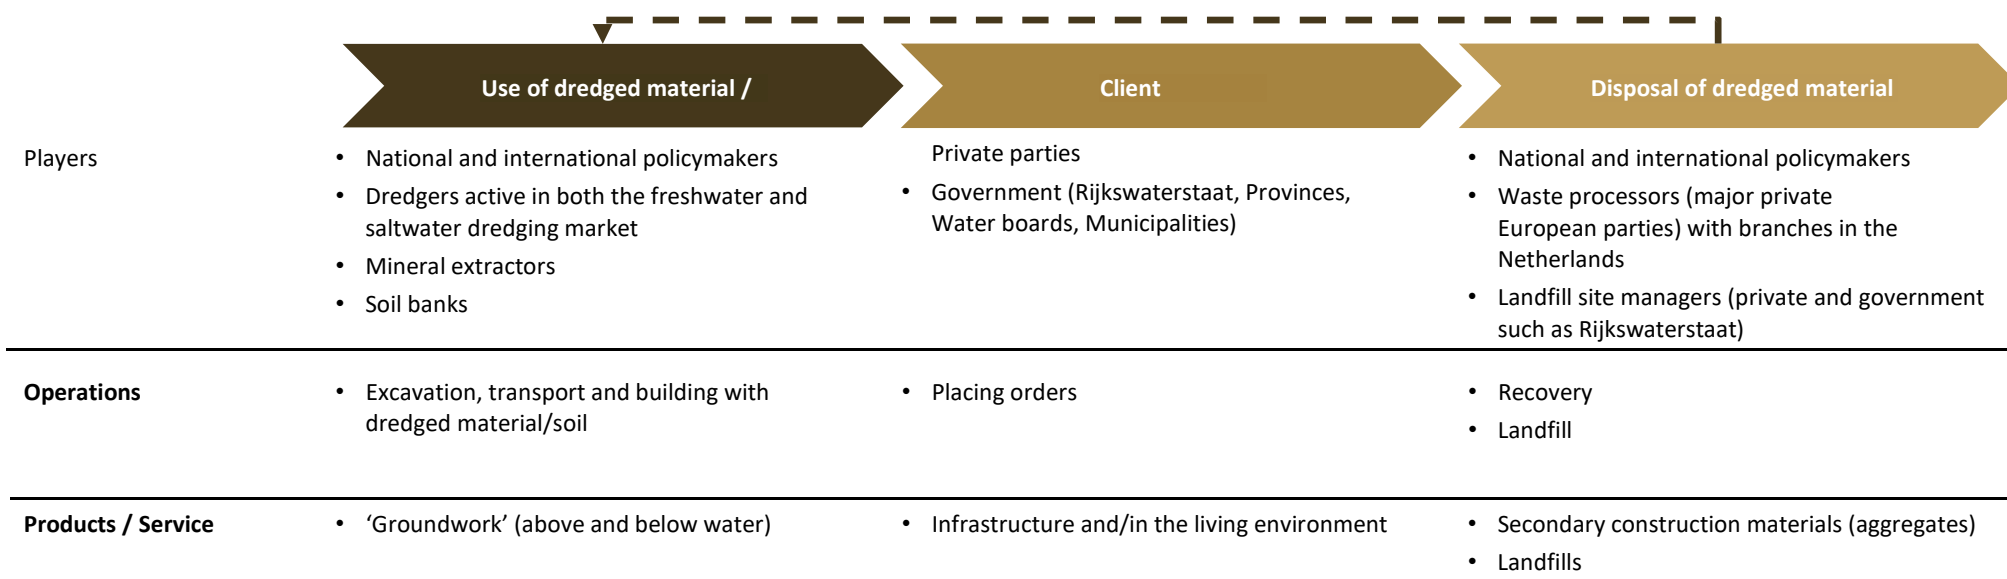 Use of dredged material /
Client
Disposal of dredged material
Players
• National and international policymakers
• Dredgers active in both the freshwater and
saltwater dredging market
• Mineral extractors
• Soil banks
Private parties
• Government (Rijkswaterstaat, Provinces,
Water boards, Municipalities)
• National and international policymakers
• Waste processors (major private
European parties) with branches in the
Netherlands
• Landfill site managers (private and government
such as Rijkswaterstaat)
Operations
• Excavation, transport and building with
dredged material/soil
• Placing orders
• Recovery
• Landfill
Products / Service
• ‘Groundwork’ (above and below water)
• Infrastructure and/in the living environment
• Secondary construction materials (aggregates)
• Landfills